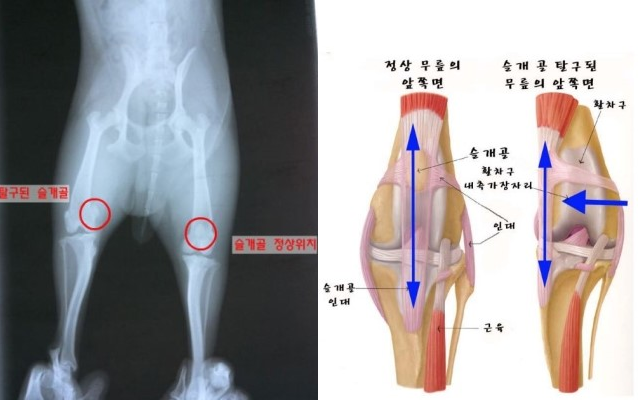 탈구된 슬개골
슬개골 정상위치
정상 무릎의
앞쪽면
슬개골 탈구된
무릎의 앞쪽면
활차구
슬개골
활차구
내측가장자리
인대
슬개골
인대
근육